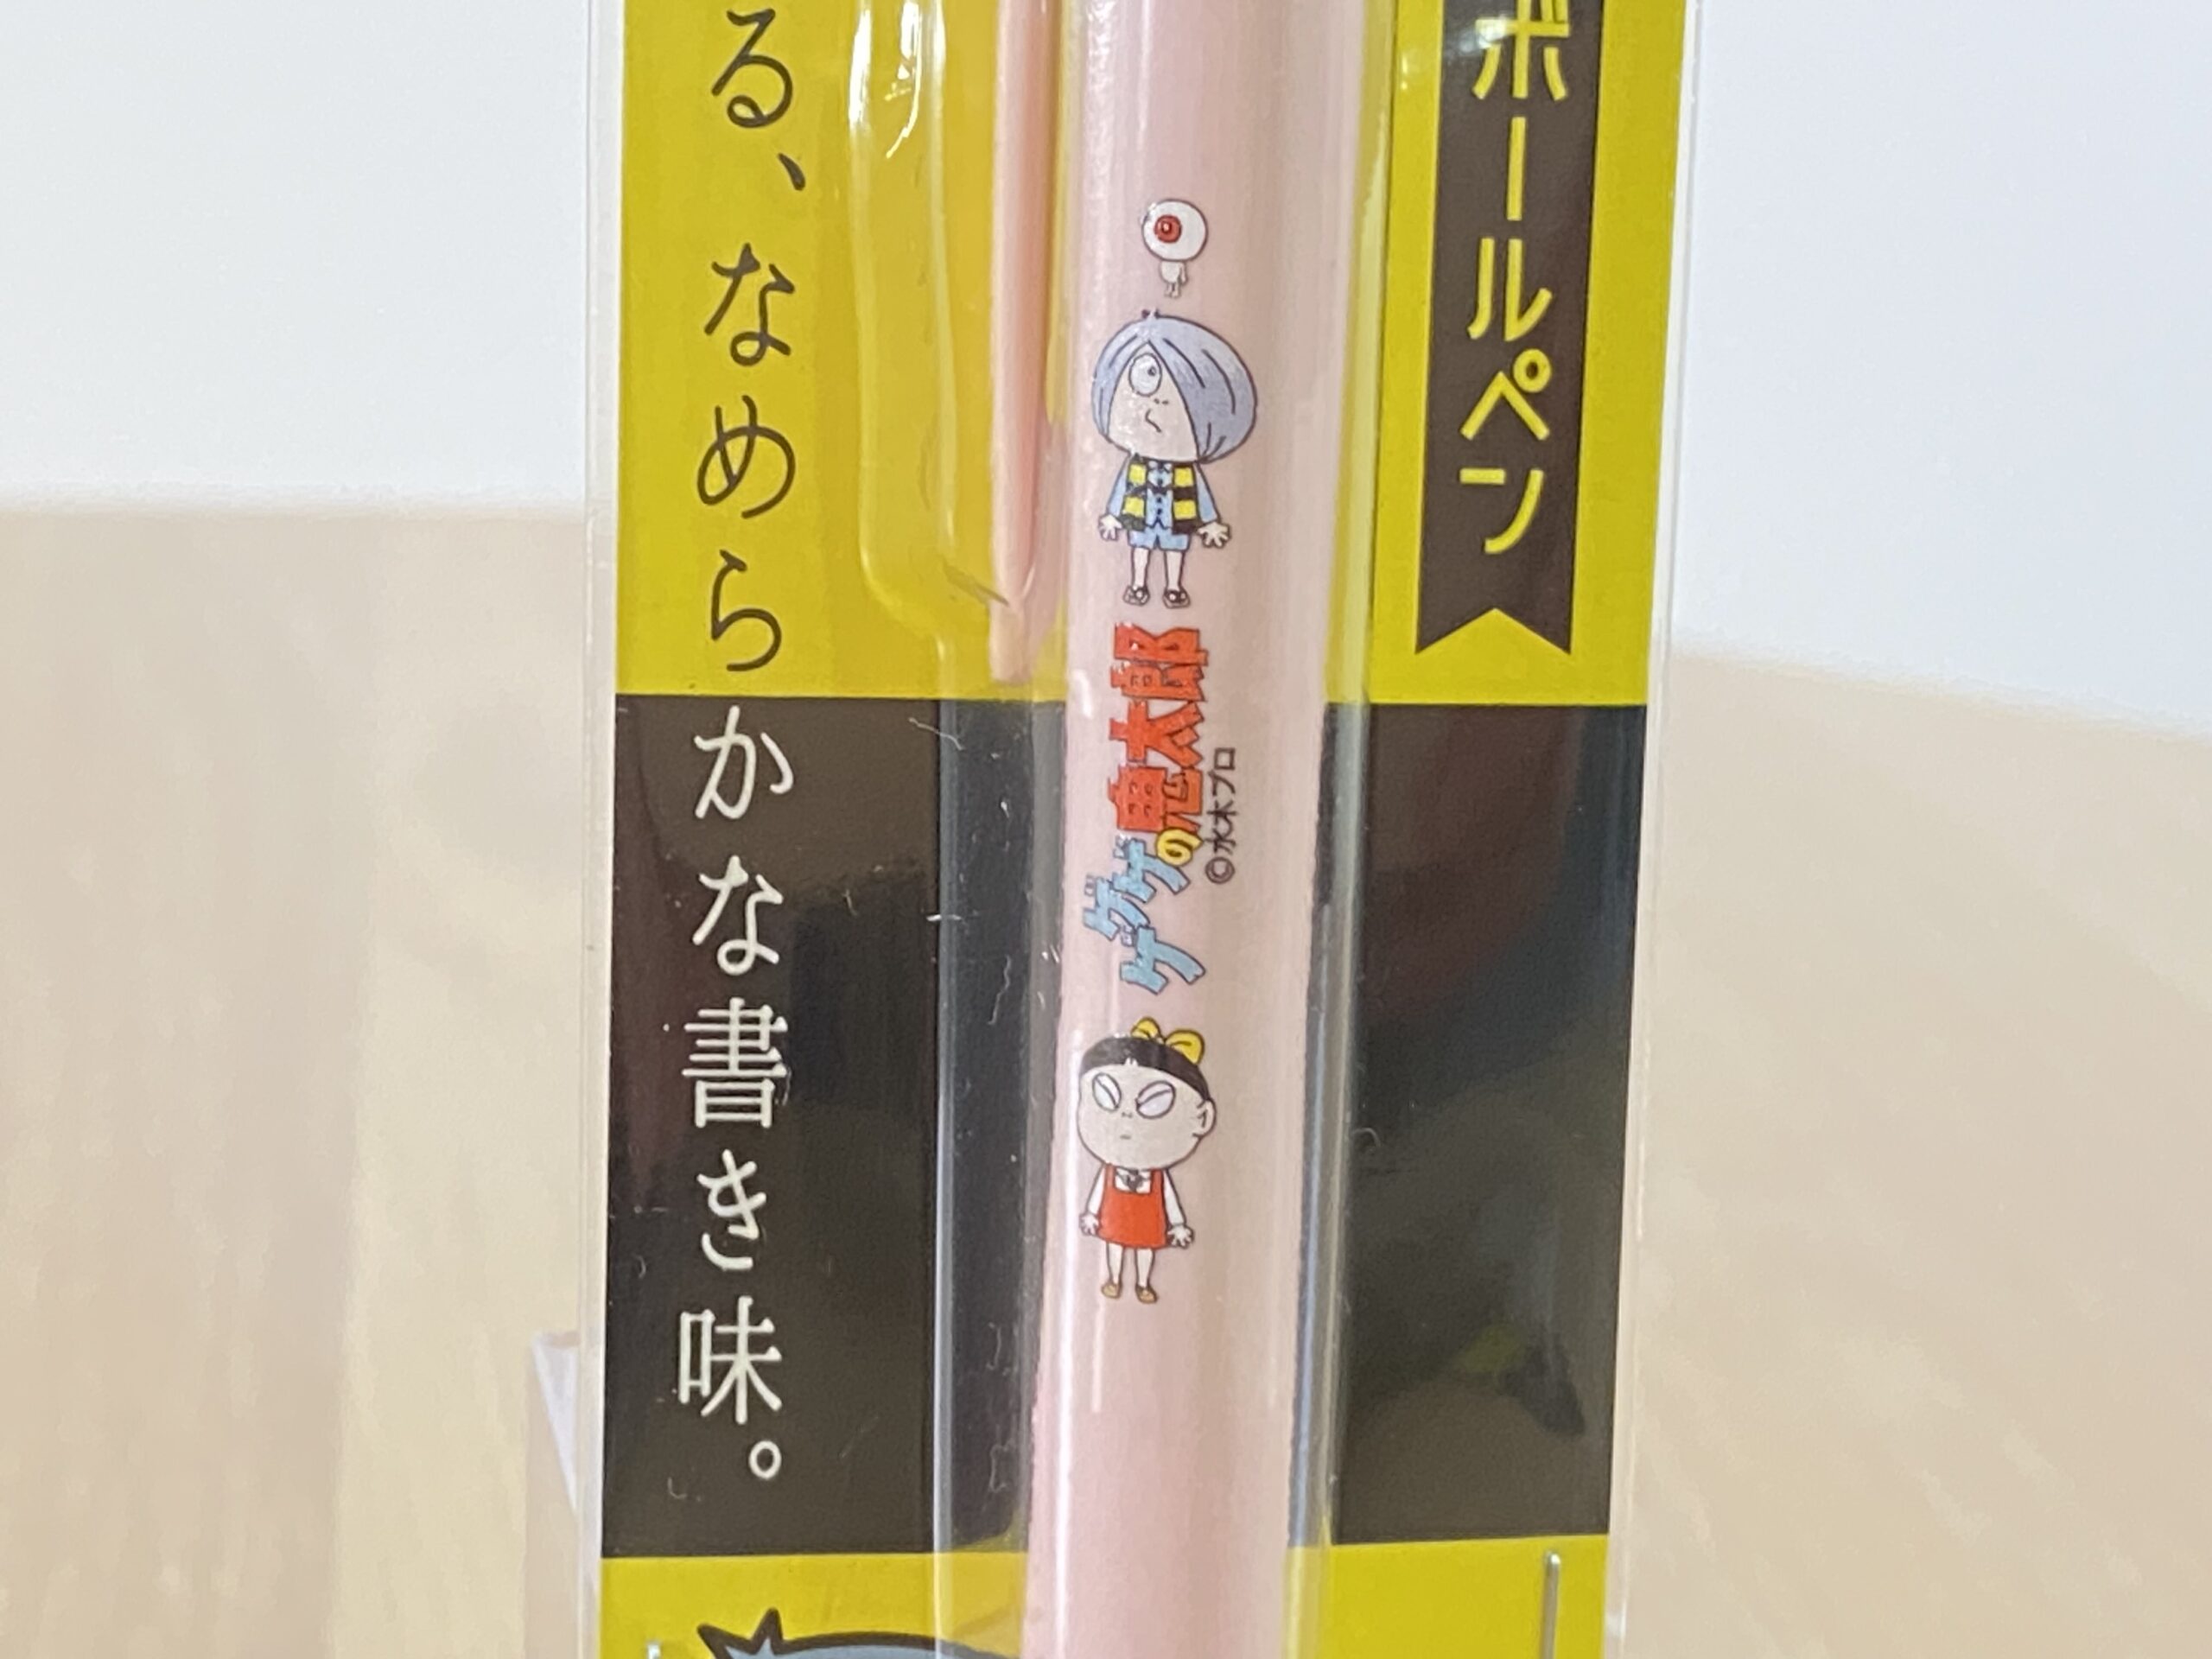 ボールペン
る、なめらかな書き味。
ゲゲゲの鬼太郎
©水木プロ